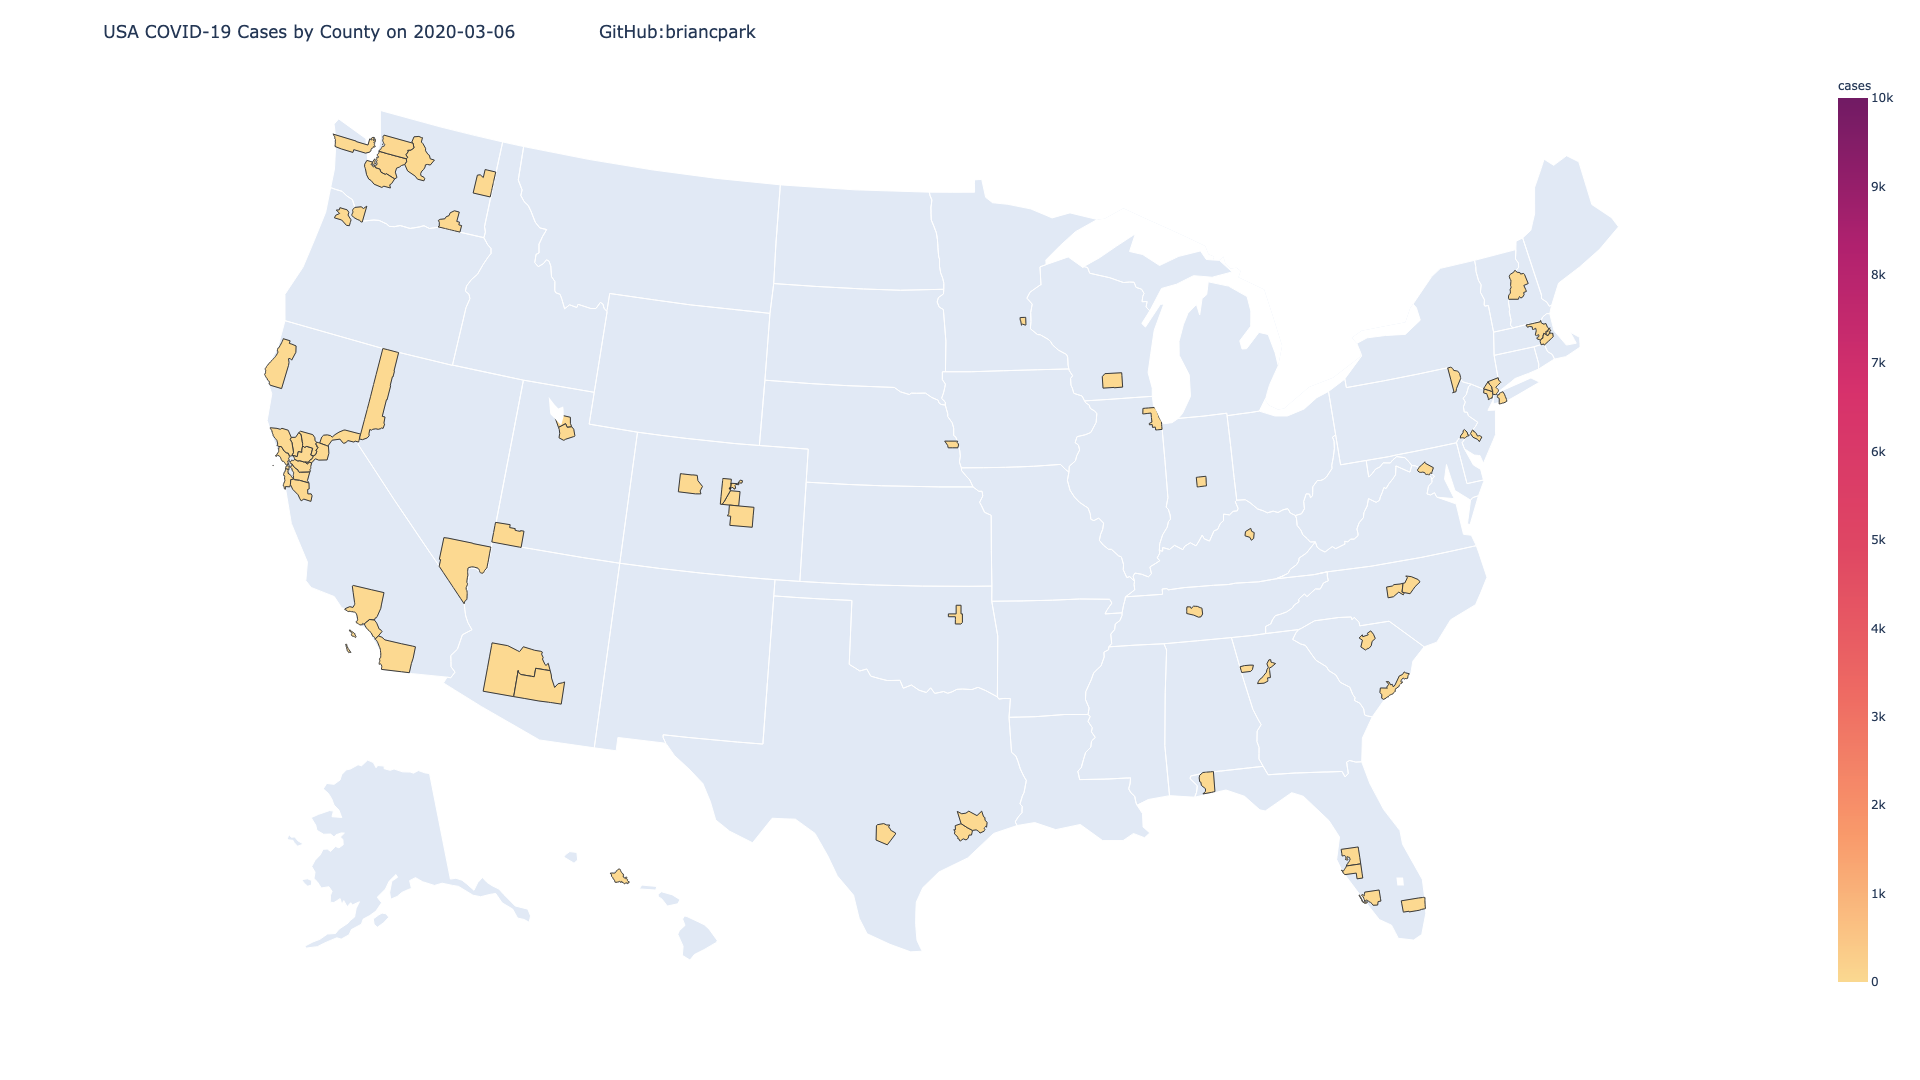 USA COVID-19 Cases by County on 2020-03-06 GitHub:briancpark
cases
10k
9k
8k
7k
6k
5k
4k
3k
2k
1k
0